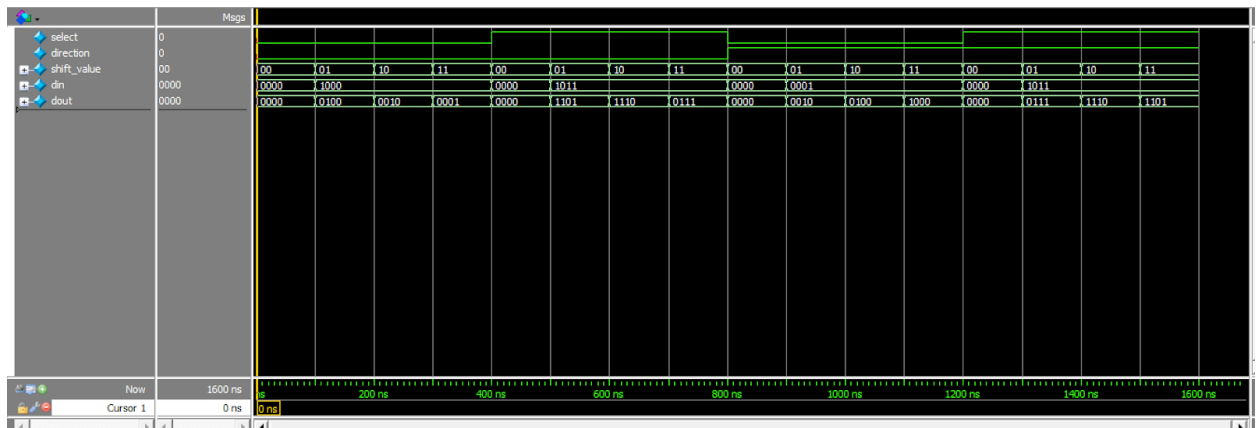 Msgs
select 0
direction 0
shift_value 00 00 01 10 11 00 01 10 11 00 01 10 11 00 01 10 11
din 0000 0000 1000 0000 1011 0000 0001 0000 1011
dout 0000 0000 0100 0010 0001 0000 1101 1110 0111 0000 0010 0100 1000 0000 0111 1110 1101
Now 1600 ns ns 200 ns 400 ns 600 ns 800 ns 1000 ns 1200 ns 1400 ns 1600 ns
Cursor 1 0 ns 0 ns